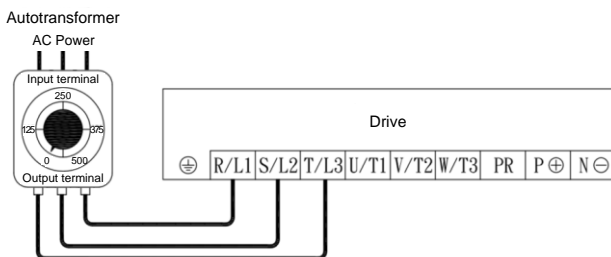 Autotransformer
AC Power
Input terminal
250
125
375
0
500
Output terminal
Drive
R/L1 S/L2 T/L3 U/T1 V/T2 W/T3 PR P⊕ N⊖